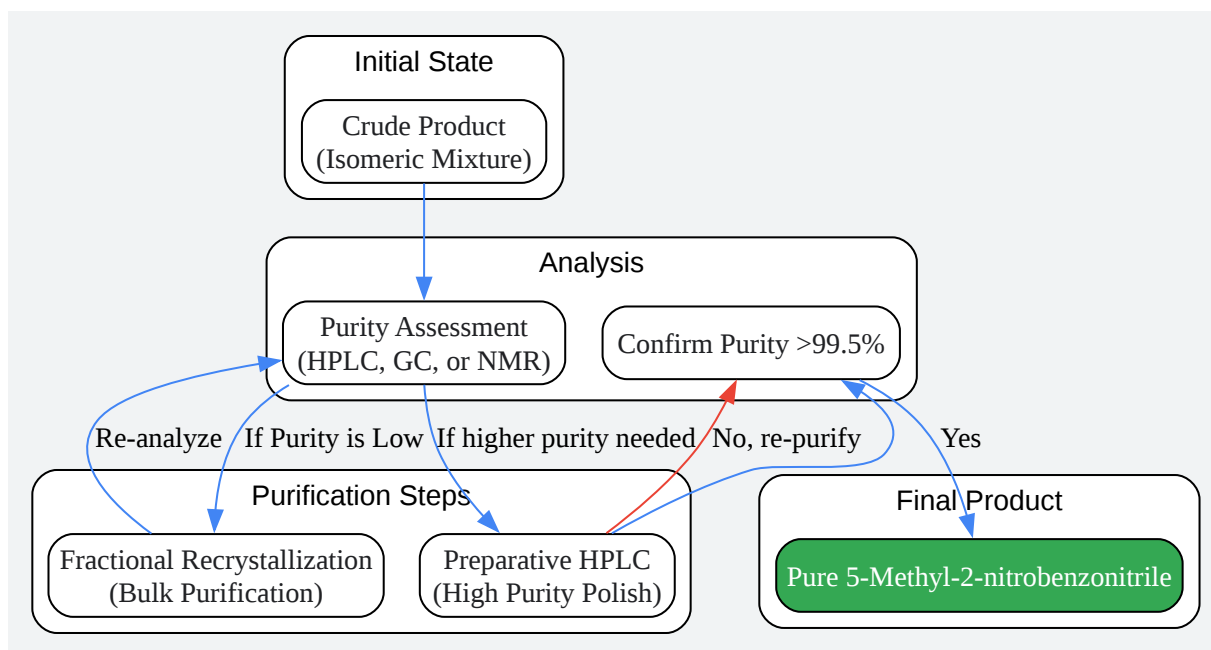 Initial State
Crude Product
(Isomeric Mixture)
Analysis
Purity Assessment
(HPLC, GC, or NMR)
Confirm Purity >99.5%
Re-analyze
If Purity is Low
If higher purity needed
No, re-purify
Yes
Purification Steps
Fractional Recrystallization
(Bulk Purification)
Preparative HPLC
(High Purity Polish)
Final Product
Pure 5-Methyl-2-nitrobenzonitrile